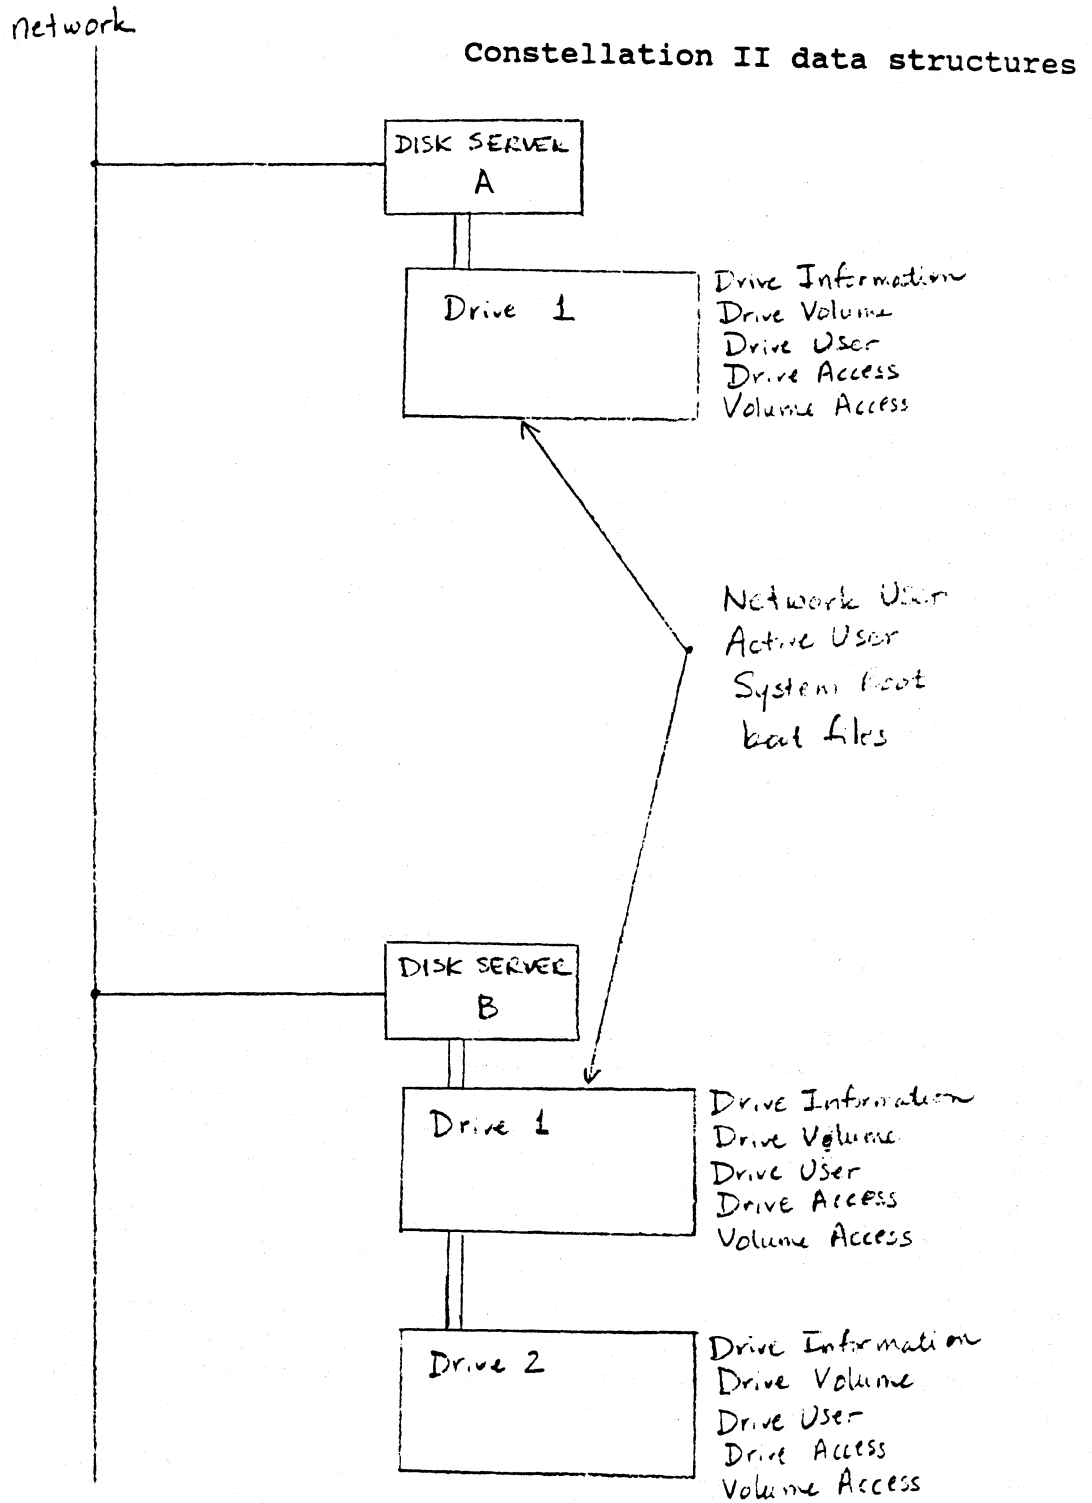 network
Constellation II data structures
DISK SERVER
A
Drive 1
Drive Information
Drive Volume
Drive User
Drive Access
Volume Access
Network User
Active User
System Boot
boot files
DISK SERVER
B
Drive 1
Drive Information
Drive Volume
Drive User
Drive Access
Volume Access
Drive 2
Drive Information
Drive Volume
Drive User
Drive Access
Volume Access